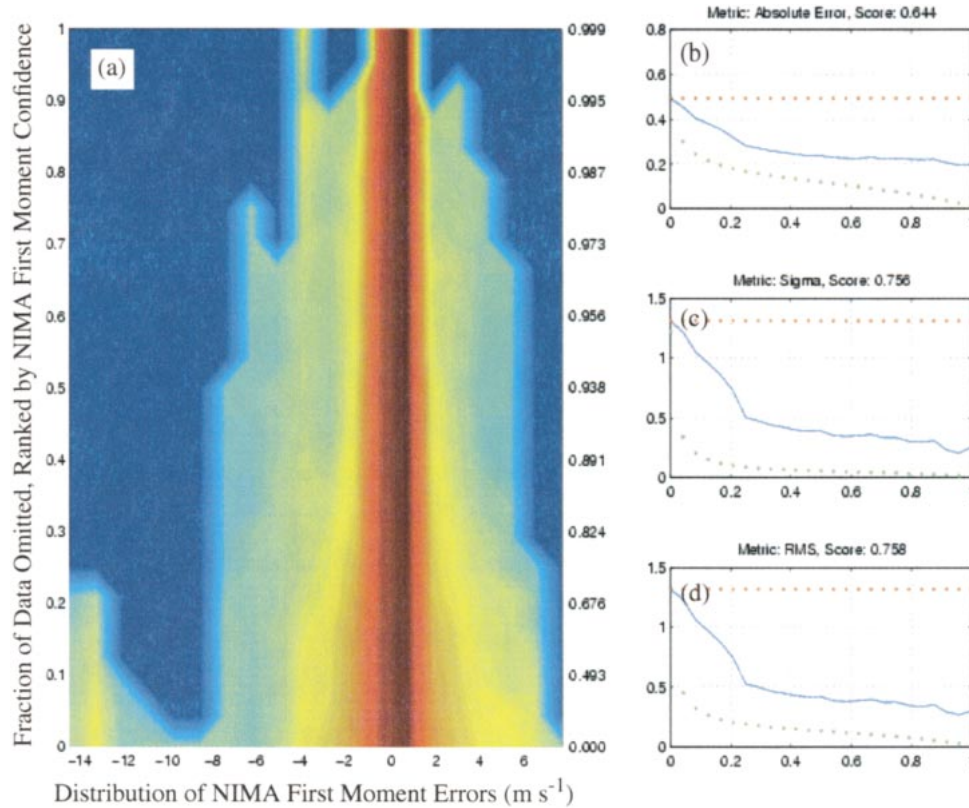 Fraction of Data Omitted, Ranked by NIMA First Moment Confidence
(a)
1
0.9
0.8
0.7
0.6
0.5
0.4
0.3
0.2
0.1
0
0.999
0.995
0.987
0.973
0.956
0.938
0.891
0.824
0.676
0.493
0.000
-14 -12 -10 -8 -6 -4 -2 0 2 4 6
Distribution of NIMA First Moment Errors (m s⁻¹)
Metric: Absolute Error, Score: 0.644
(b)
0.8
0.6
0.4
0.2
0
0 0.2 0.4 0.6 0.8 1
Metric: Sigma, Score: 0.756
(c)
1.5
1
0.5
0
0 0.2 0.4 0.6 0.8 1
Metric: RMS, Score: 0.758
(d)
1.5
1
0.5
0
0 0.2 0.4 0.6 0.8 1